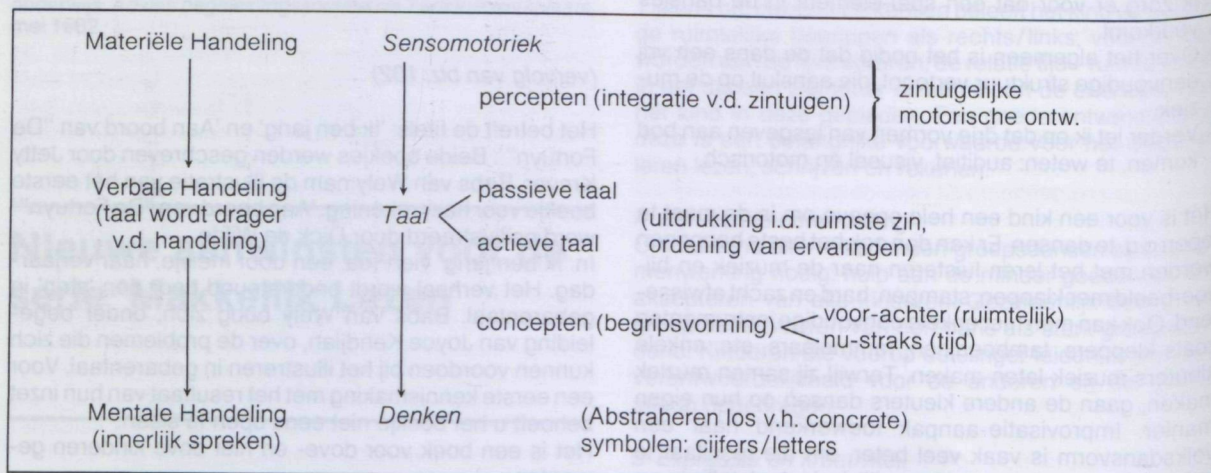 Materiële Handeling
Sensomotoriek
percepten (integratie v.d. zintuigen)
zintuigelijke
motorische ontw.
Verbale Handeling
(taal wordt drager
v.d. handeling)
Taal
passieve taal
actieve taal
(uitdrukking i.d. ruimste zin,
ordening van ervaringen)
concepten (begripsvorming)
voor-achter (ruimtelijk)
nu-straks (tijd)
Mentale Handeling
(innerlijk spreken)
Denken
(Abstraherend los v.h. concrete)
symbolen: cijfers/letters